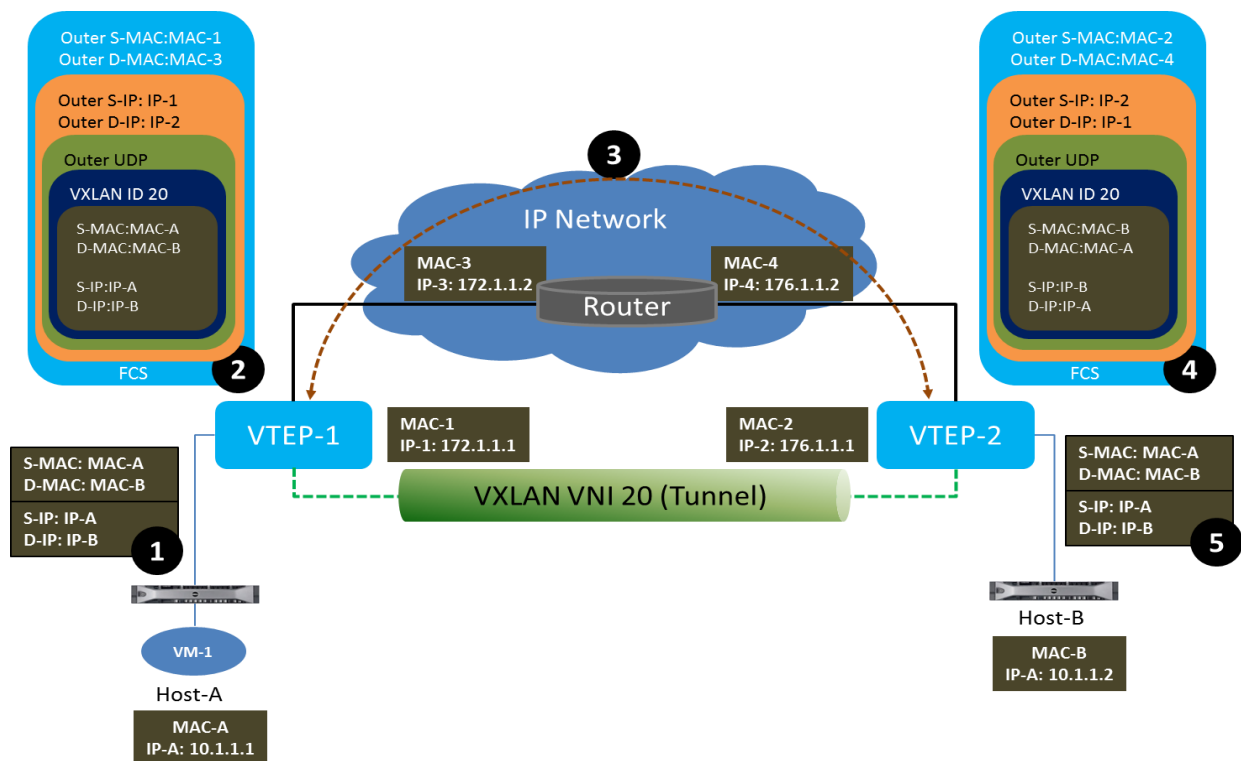 Outer S-MAC:MAC-1
Outer D-MAC:MAC-3
Outer S-IP: IP-1
Outer D-IP: IP-2
Outer UDP
VXLAN ID 20
S-MAC:MAC-A
D-MAC:MAC-B
S-IP:IP-A
D-IP:IP-B
FCS
2
3
IP Network
MAC-3
IP-3: 172.1.1.2
Router
MAC-4
IP-4: 176.1.1.2
Outer S-MAC:MAC-2
Outer D-MAC:MAC-4
Outer S-IP: IP-2
Outer D-IP: IP-1
Outer UDP
VXLAN ID 20
S-MAC:MAC-B
D-MAC:MAC-A
S-IP:IP-B
D-IP:IP-A
FCS
4
VTEP-1
MAC-1
IP-1: 172.1.1.1
MAC-2
IP-2: 176.1.1.1
VTEP-2
VXLAN VNI 20 (Tunnel)
S-MAC: MAC-A
D-MAC: MAC-B
S-IP: IP-A
D-IP: IP-B
1
S-MAC: MAC-A
D-MAC: MAC-B
S-IP: IP-A
D-IP: IP-B
5
VM-1
Host-A
MAC-A
IP-A: 10.1.1.1
Host-B
MAC-B
IP-A: 10.1.1.2